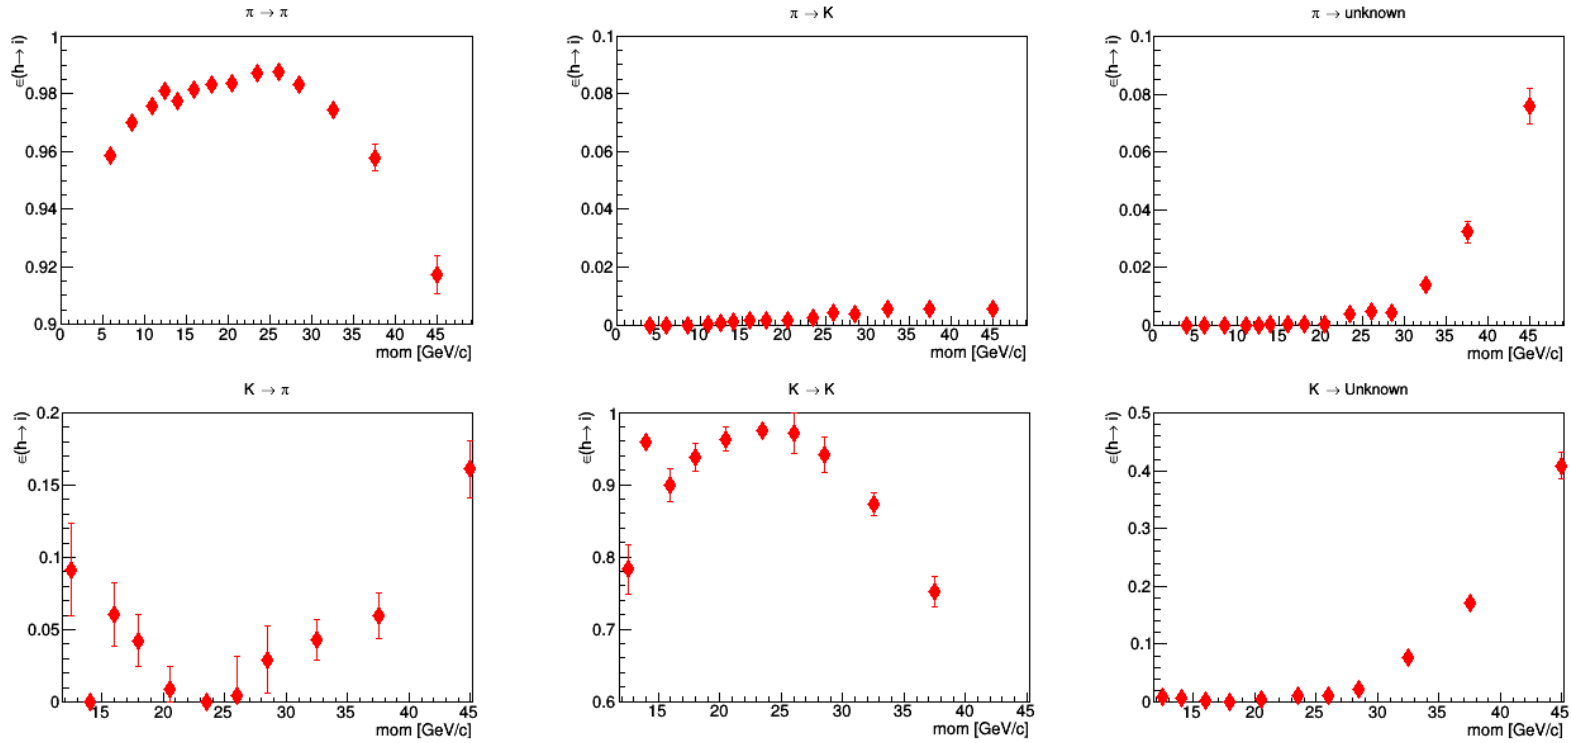 π → π
∈(h→ i)
1
0.98
0.96
0.94
0.92
0.9
0 5 10 15 20 25 30 35 40 45
mom [GeV/c]
π → K
∈(h→ i)
0.1
0.08
0.06
0.04
0.02
0
0 5 10 15 20 25 30 35 40 45
mom [GeV/c]
π → unknown
∈(h→ i)
0.1
0.08
0.06
0.04
0.02
0
0 5 10 15 20 25 30 35 40 45
mom [GeV/c]
K → π
∈(h→ i)
0.2
0.15
0.1
0.05
0
15 20 25 30 35 40 45
mom [GeV/c]
K → K
∈(h→ i)
1
0.9
0.8
0.7
0.6
15 20 25 30 35 40 45
mom [GeV/c]
K → Unknown
∈(h→ i)
0.5
0.4
0.3
0.2
0.1
0
15 20 25 30 35 40 45
mom [GeV/c]